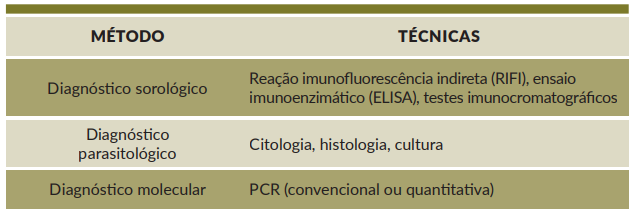 MÉTODO TÉCNICAS
Diagnóstico sorológico
Reação imunofluorescência indireta (RIFI), ensaio
imunoenzimático (ELISA), testes imunocromatográficos
Diagnóstico
parasitológico
Citologia, histologia, cultura
Diagnóstico molecular
PCR (convencional ou quantitativa)